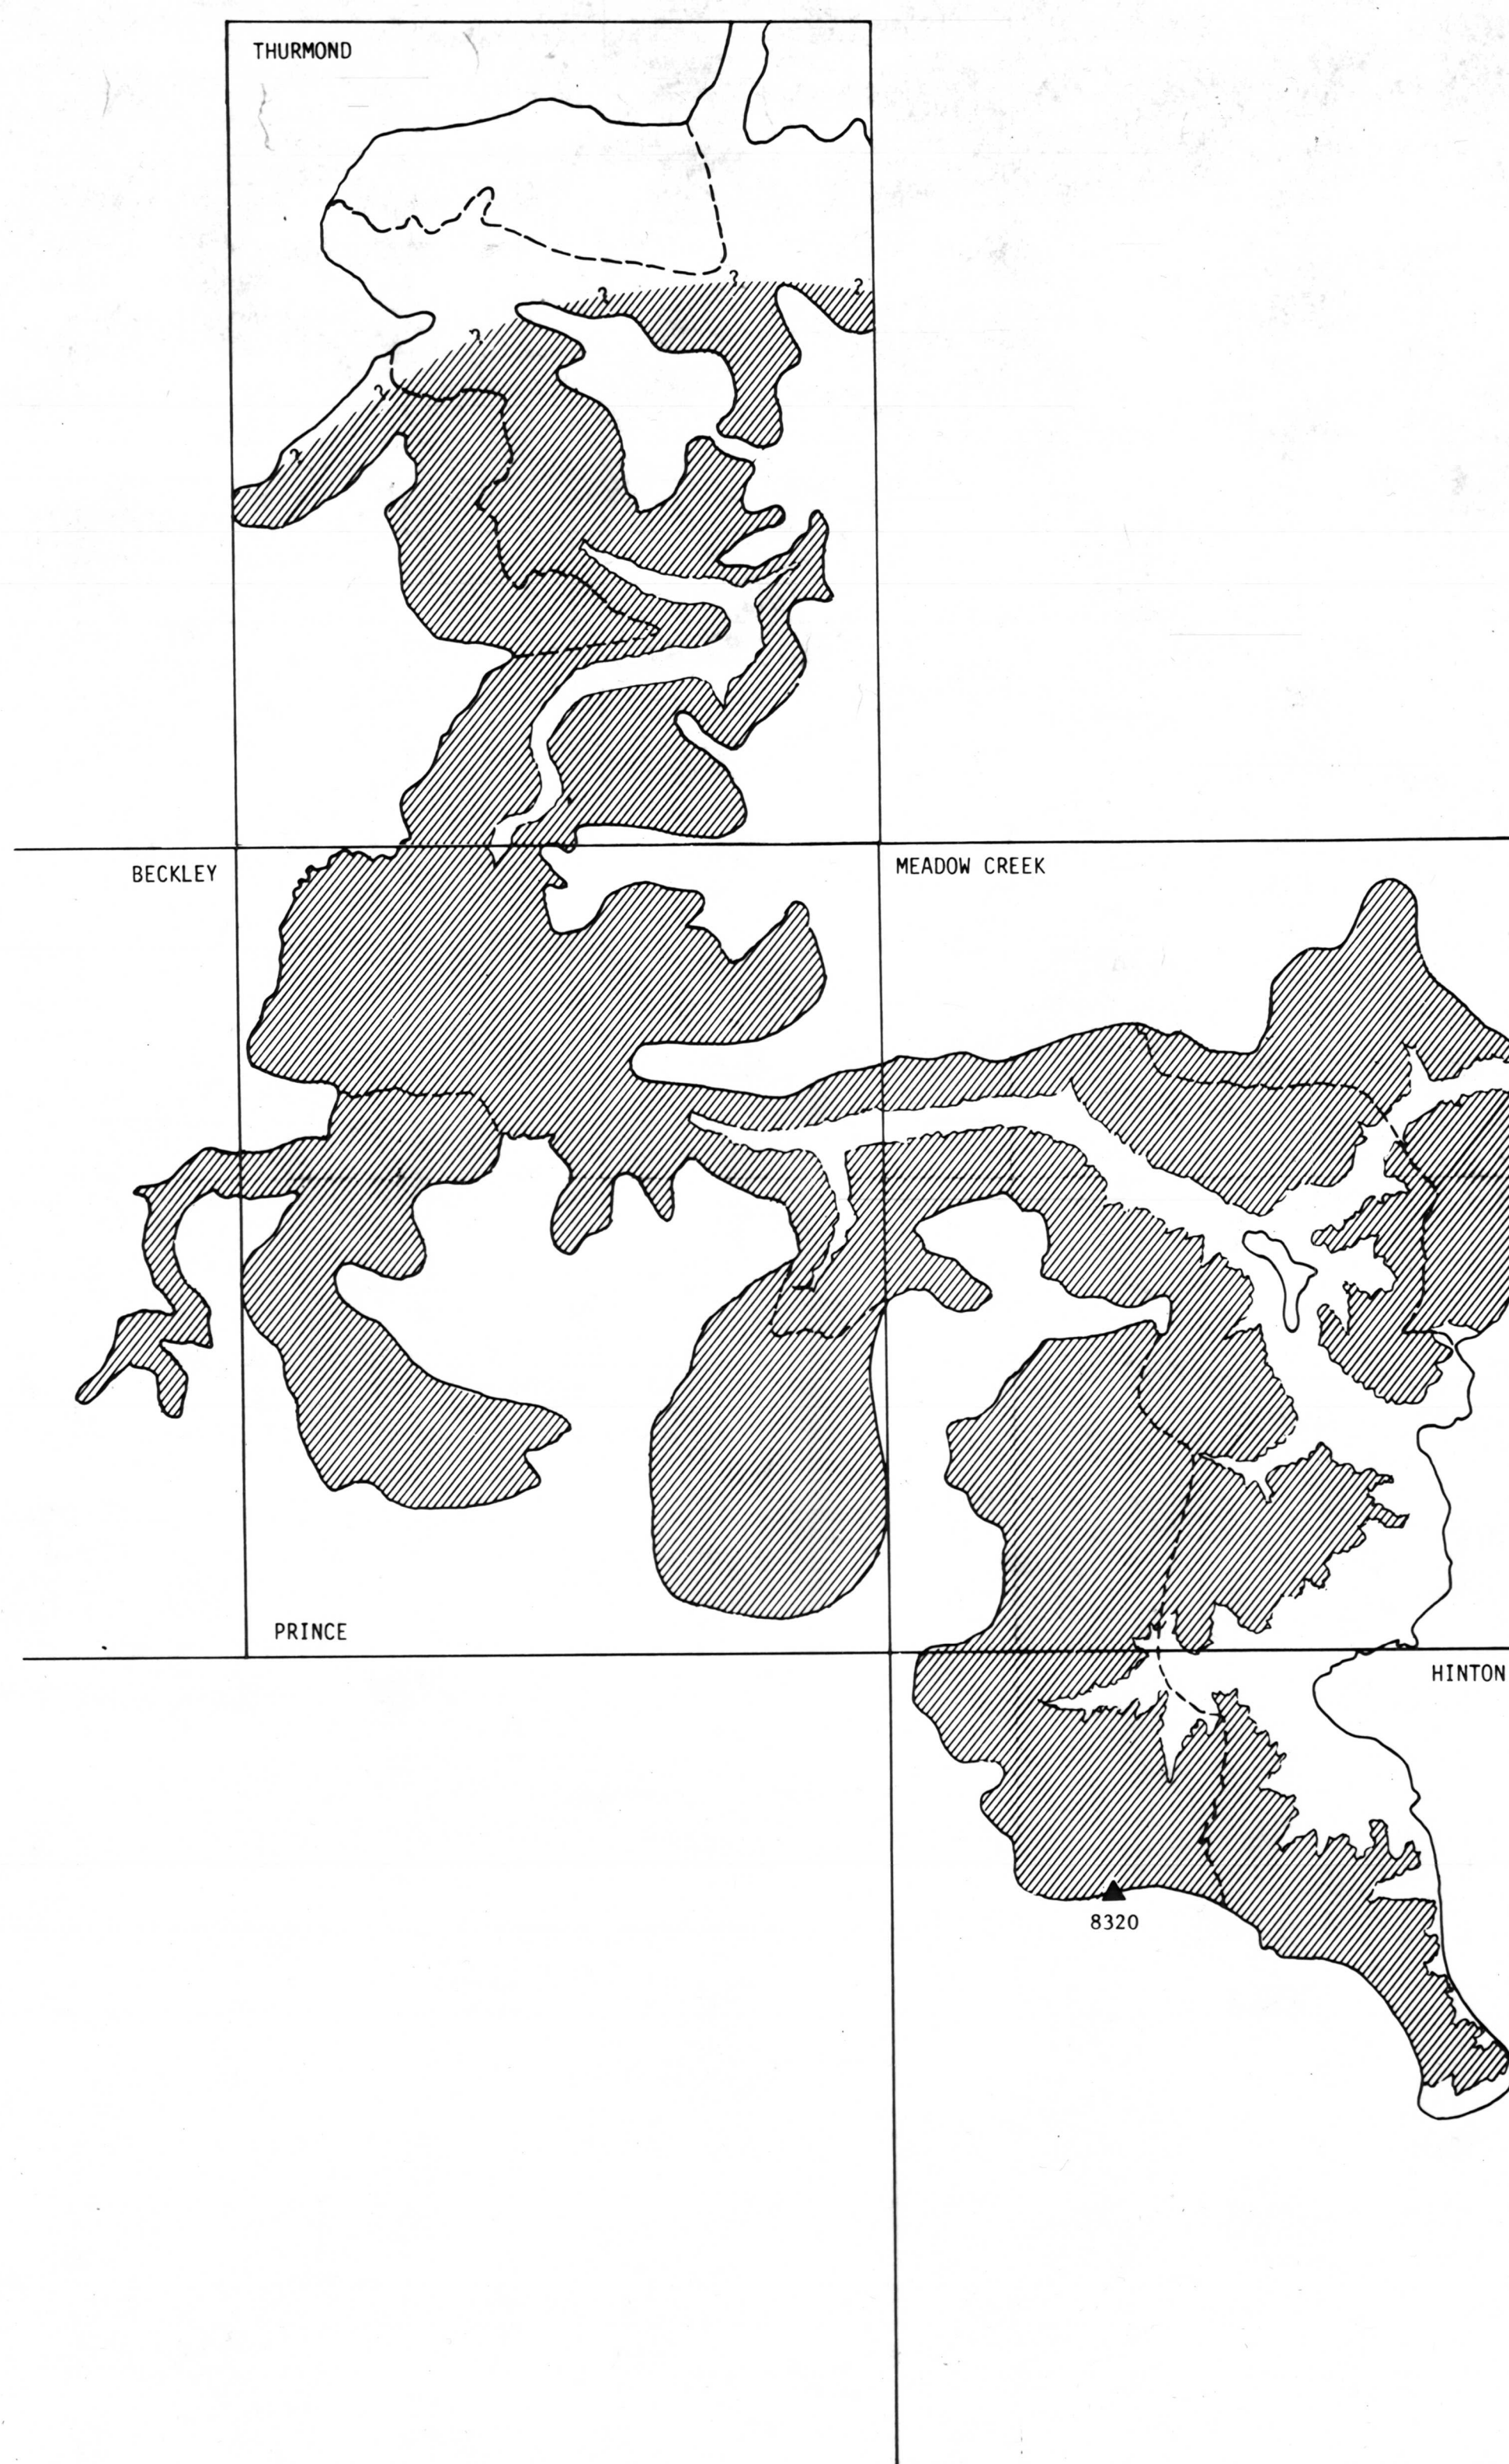 THURMOND
?
?
?
?
?
?
BECKLEY
MEADOW CREEK
PRINCE
HINTON
8320